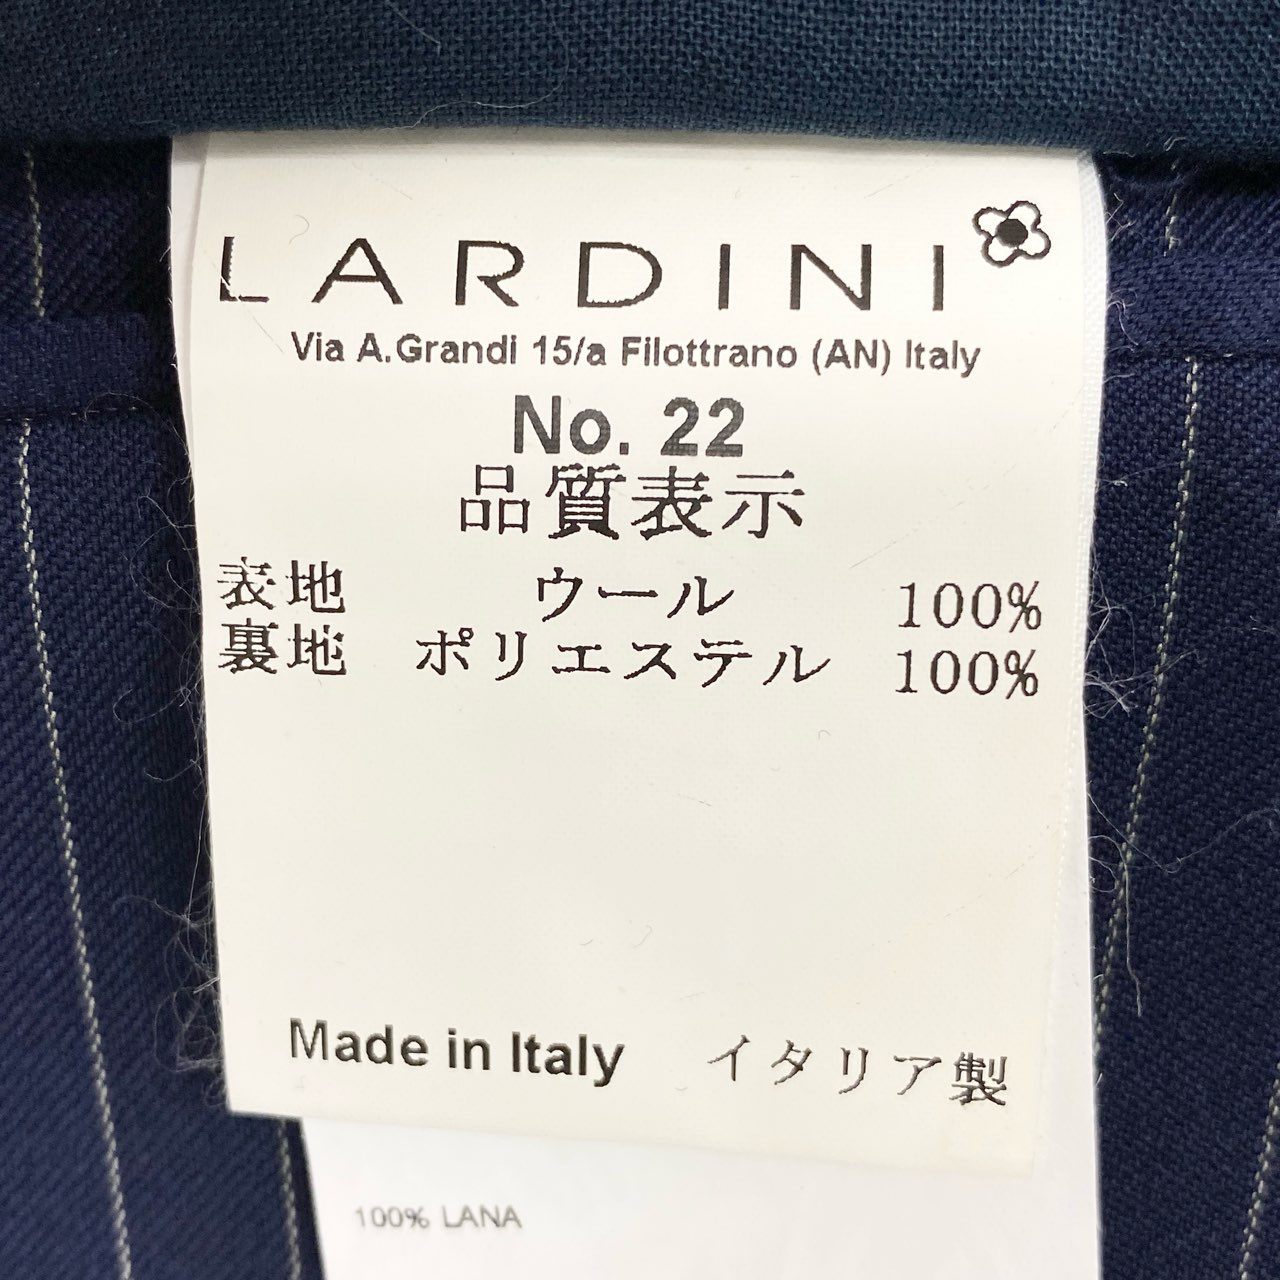 LARDINI
Via A.Grandi 15/a Filottrano (AN) Italy
No. 22
品質表示
表地 ウール 100%
裏地 ポリエステル 100%
Made in Italy イタリア製
100% LANA